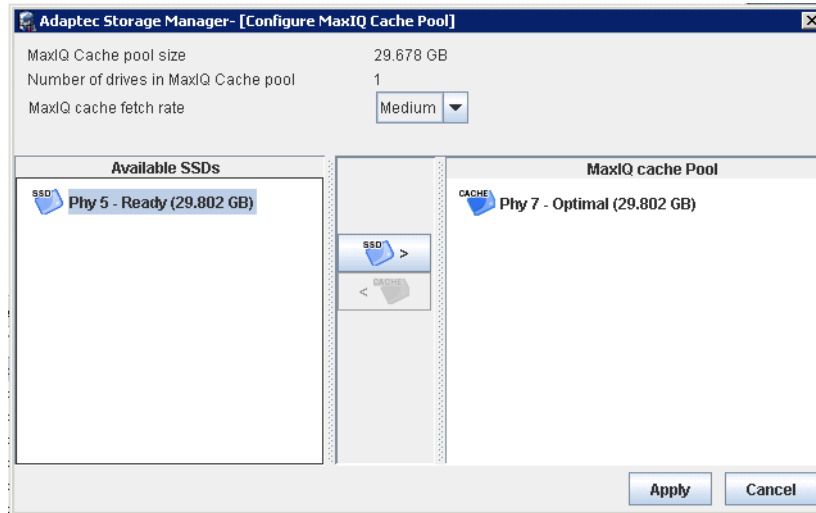 Adaptec Storage Manager- [Configure MaxIQ Cache Pool]
MaxIQ Cache pool size 29.678 GB
Number of drives in MaxIQ Cache pool 1
MaxIQ cache fetch rate Medium
Available SSDs
MaxIQ cache Pool
SSD Phy 5 - Ready (29.802 GB)
CACHE Phy 7 - Optimal (29.802 GB)
SSD >
< CACHE
Apply Cancel